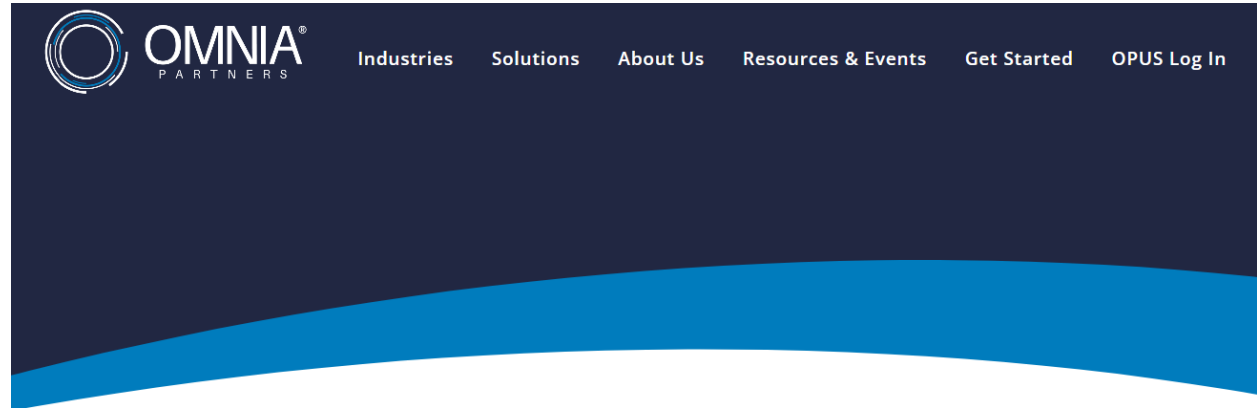 OMNIA®
PARTNERS
Industries Solutions About Us Resources & Events Get Started OPUS Log In